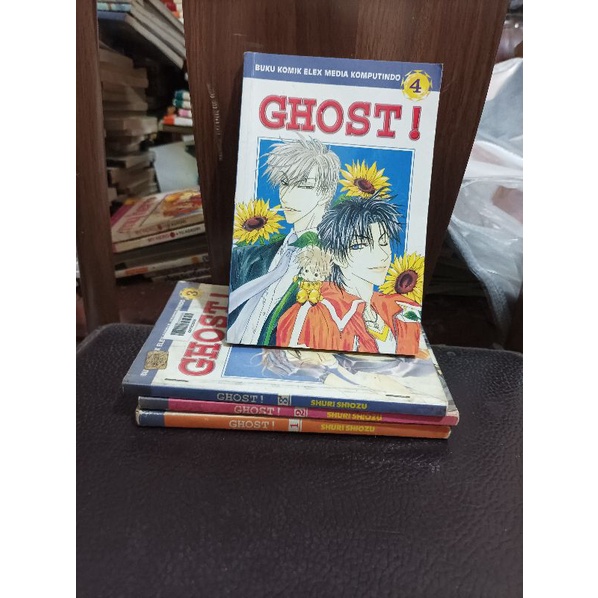 BUKU KOMIK ELEX MEDIA KOMPUTINDO
4
GHOST!
3
GHOST!
GHOST! 3 SHURI SHIOZU
GHOST! 2 SHURI SHIOZU
GHOST! 1 SHURI SHIOZU